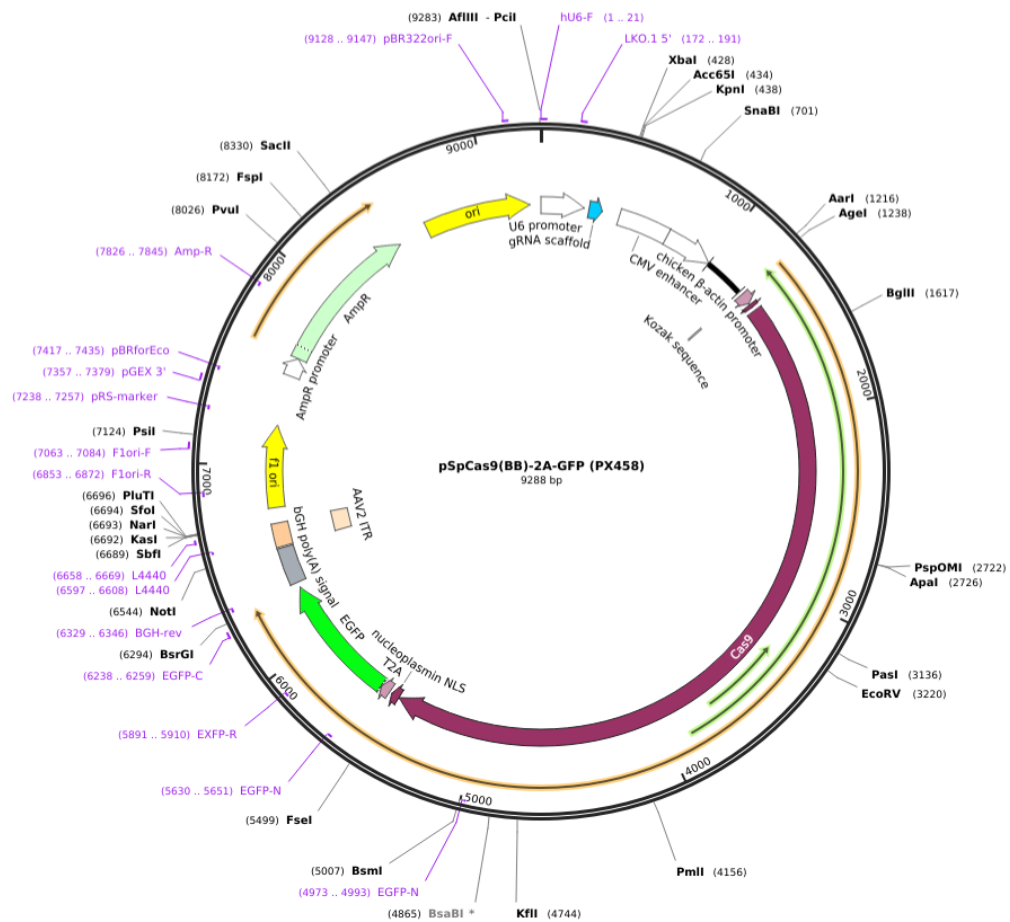 (9283) AflIII - PciI
hU6-F (1 .. 21)
(9128 .. 9147) pBR322ori-F
LKO.1 5' (172 .. 191)
XbaI (428)
Acc65I (434)
KpnI (438)
SnaBI (701)
(8330) SacII
(8172) FspI
(8026) PvuI
AarI (1216)
AgeI (1238)
(7826 .. 7845) Amp-R
BglII (1617)
(7417 .. 7435) pBRforEco
(7357 .. 7379) pGEX 3'
(7238 .. 7257) pRS-marker
(7124) PsiI
(7063 .. 7084) F1ori-F
(6853 .. 6872) F1ori-R
(6696) PluTI
(6694) SfoI
(6693) NarI
(6692) KasI
(6689) SbfI
(6658 .. 6669) L4440
(6597 .. 6608) L4440
(6544) NotI
(6329 .. 6346) BGH-rev
(6294) BsrGI
(6238 .. 6259) EGFP-C
(5891 .. 5910) EXFP-R
(5630 .. 5651) EGFP-N
(5499) FseI
(5007) BsmI
(4973 .. 4993) EGFP-N
(4865) BsaBI *
KflI (4744)
PmlI (4156)
EcoRV (3220)
PasI (3136)
ApaI (2726)
PspOMI (2722)
1000
2000
3000
4000
5000
6000
7000
8000
9000
ori
U6 promoter
gRNA scaffold
CMV enhancer
chicken β-actin promoter
Kozak sequence
Cas9
nucleoplasmin NLS
T2A
EGFP
bGH poly(A) signal
AAV2 ITR
f1 ori
AmpR promoter
AmpR
pSpCas9(BB)-2A-GFP (PX458)
9288 bp